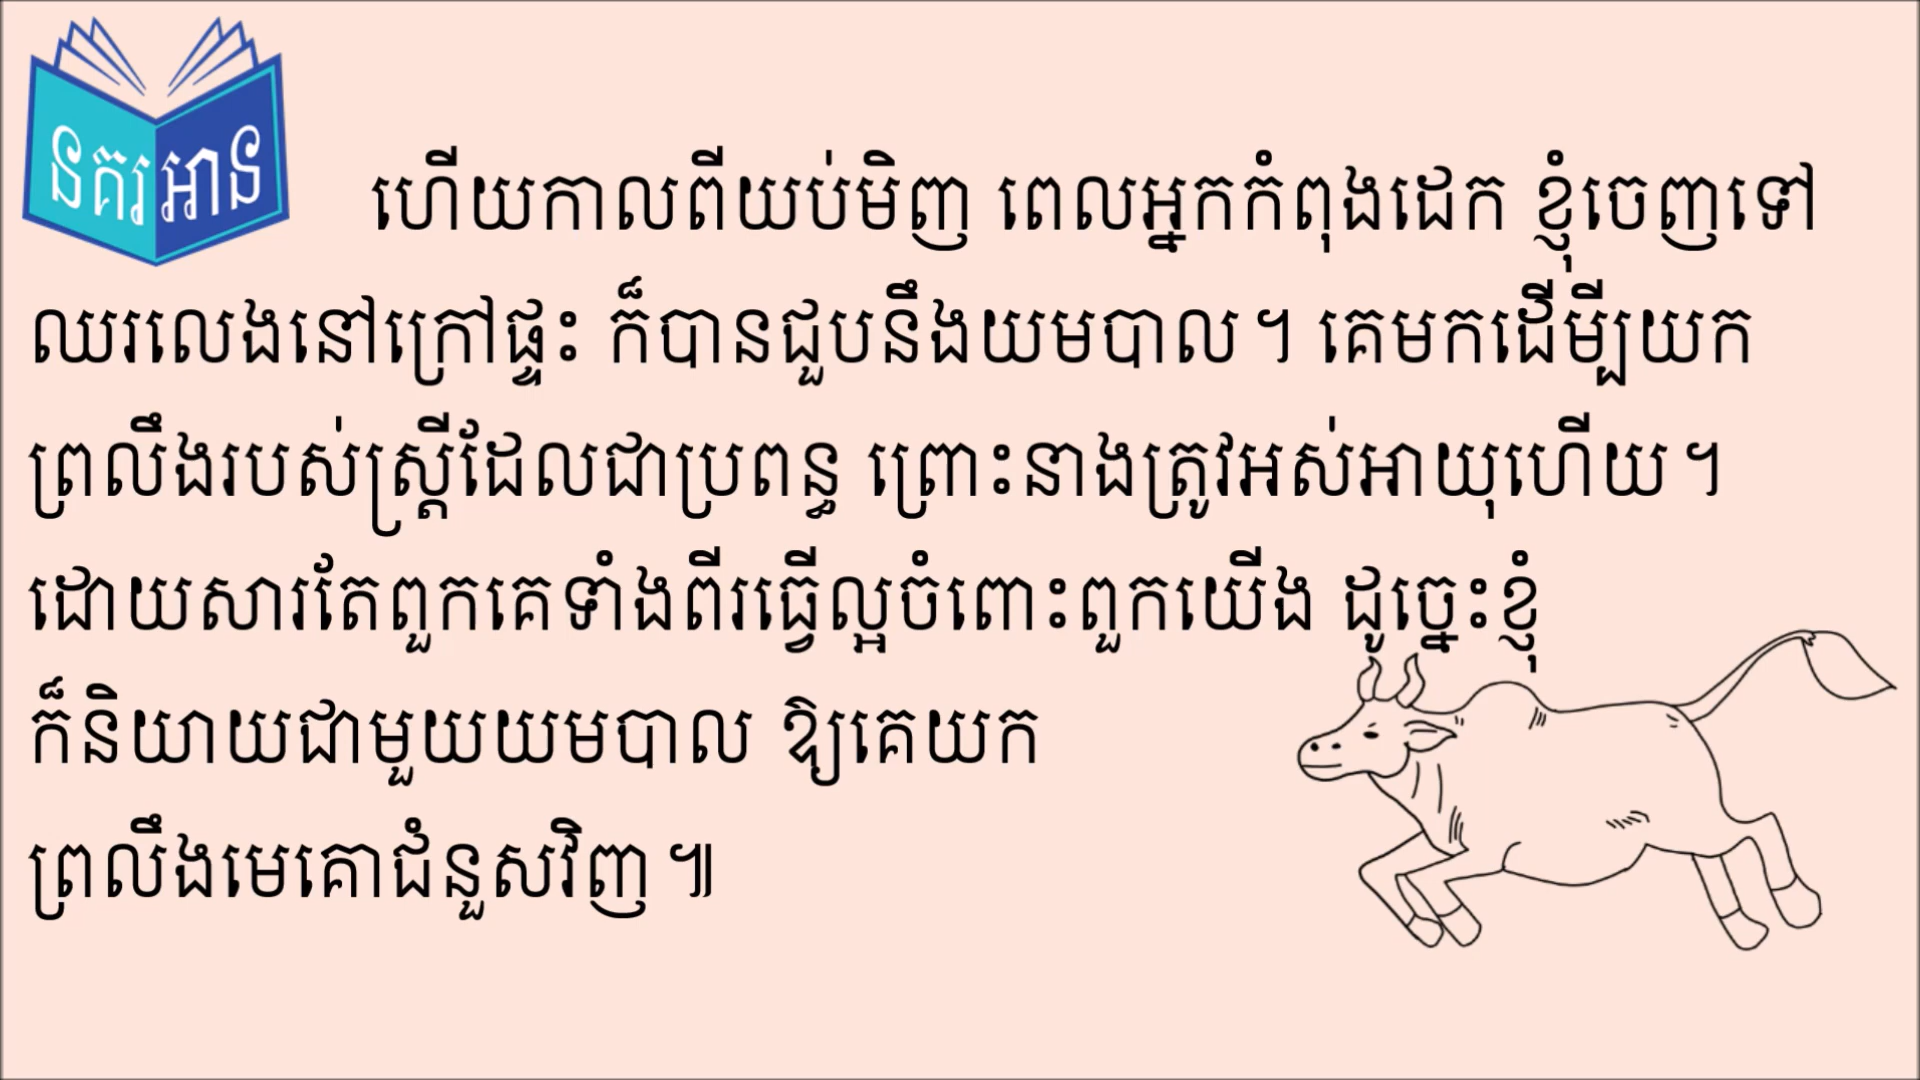 នគរអាន
ហើយកាលពីយប់មិញ ពេលអ្នកកំពុងដេក ខ្ញុំចេញទៅ
ឈរលេងនៅក្រៅផ្ទះ ក៏បានជួបនឹងយមបាល។ គេមកដើម្បីយក
ព្រលឹងរបស់ស្ត្រីដែលជាប្រពន្ធ ព្រោះនាងត្រូវអស់អាយុហើយ។
ដោយសារតែពួកគេទាំងពីរធ្វើល្អចំពោះពួកយើង ដូច្នេះខ្ញុំ
ក៏និយាយជាមួយយមបាល ឱ្យគេយក
ព្រលឹងមេគោជំនួសវិញ៕